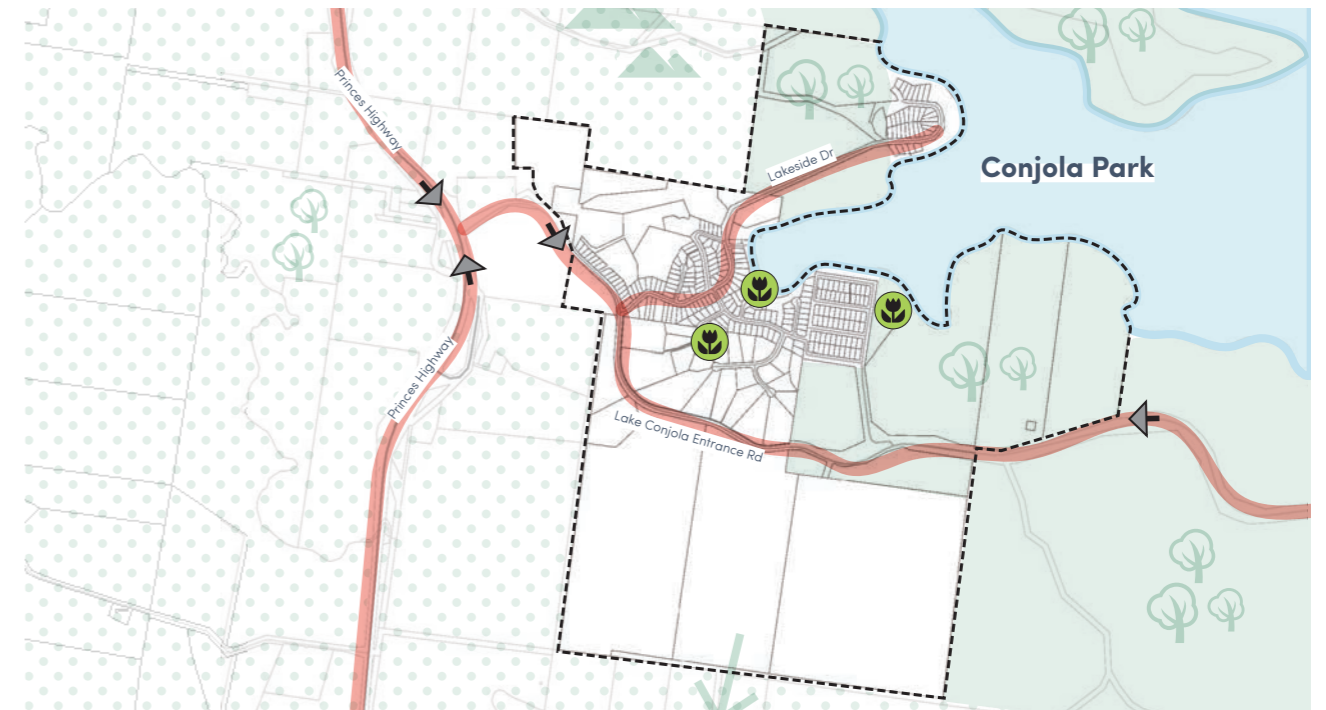 Princes Highway
Lakeside Dr
Conjola Park
Princes Highway
Lake Conjola Entrance Rd